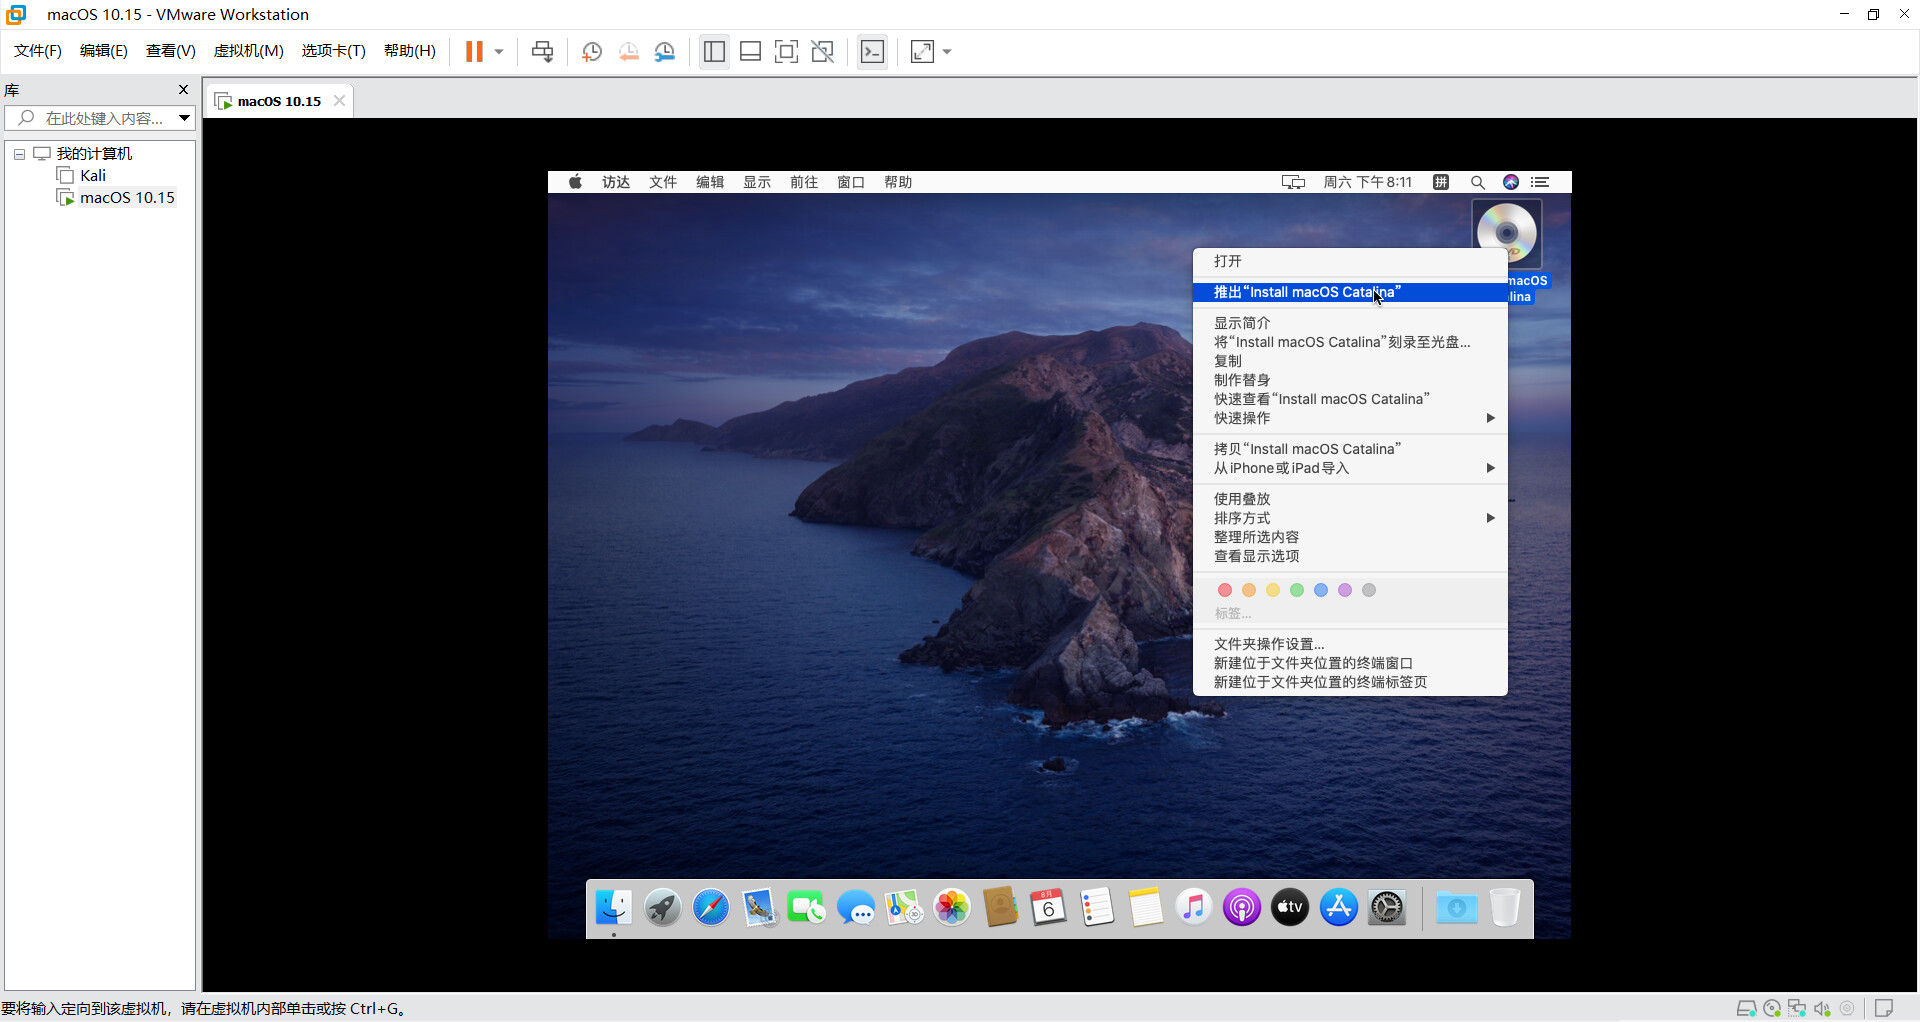 macOS 10.15 - VMware Workstation
文件(F) 编辑(E) 查看(V) 虚拟机(M) 选项卡(T) 帮助(H)
库
在此处键入内容...
我的计算机
Kali
macOS 10.15
macOS 10.15
访达 文件 编辑 显示 前往 窗口 帮助
周六 下午8:11 拼
macOS
lina
打开
推出“Install macOS Catalina”
显示简介
将“Install macOS Catalina”刻录至光盘...
复制
制作替身
快速查看“Install macOS Catalina”
快速操作
拷贝“Install macOS Catalina”
从iPhone或iPad导入
使用叠放
排序方式
整理所选内容
查看显示选项
标签...
文件夹操作设置...
新建位于文件夹位置的终端窗口
新建位于文件夹位置的终端标签页
8月
6
tv
要将输入定向到该虚拟机，请在虚拟机内部单击或按 Ctrl+G。